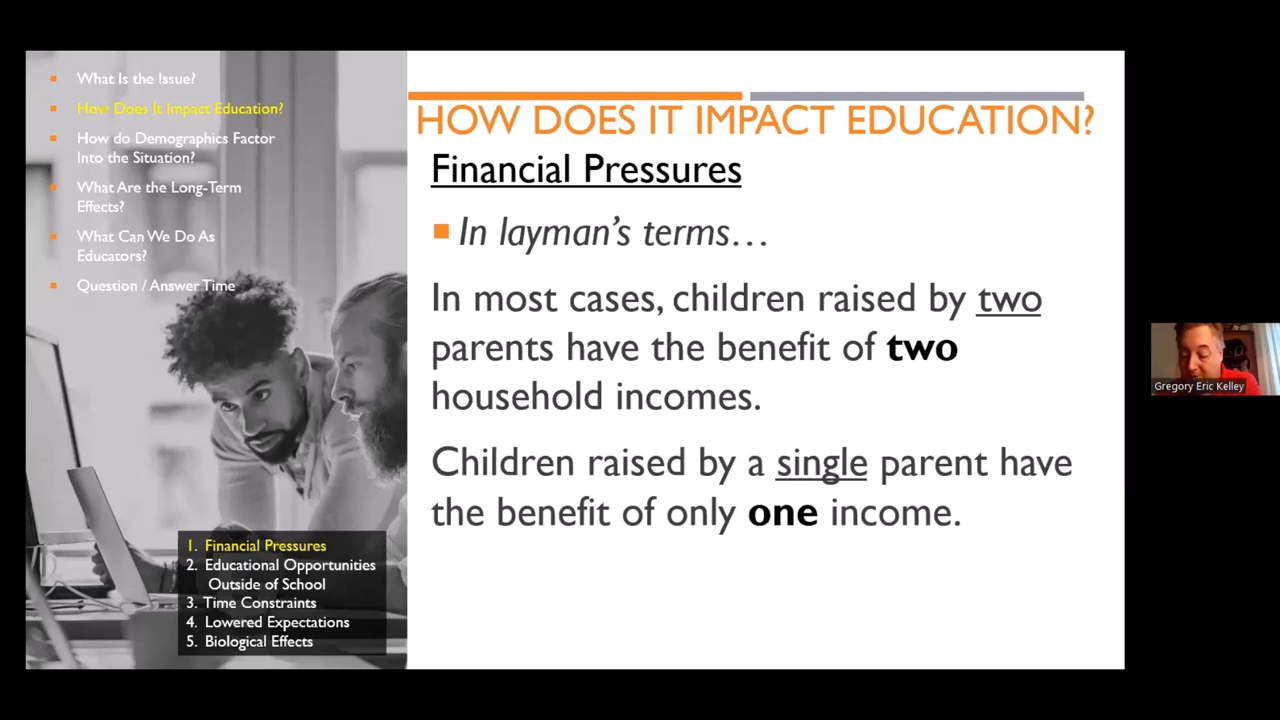 What Is the Issue?
How Does It Impact Education?
How do Demographics Factor
Into the Situation?
What Are the Long-Term
Effects?
What Can We Do As
Educators?
Question / Answer Time
1. Financial Pressures
2. Educational Opportunities
Outside of School
3. Time Constraints
4. Lowered Expectations
5. Biological Effects
HOW DOES IT IMPACT EDUCATION?
Financial Pressures
In layman’s terms…
In most cases, children raised by two
parents have the benefit of two
household incomes.
Children raised by a single parent have
the benefit of only one income.
Gregory Eric Kelley